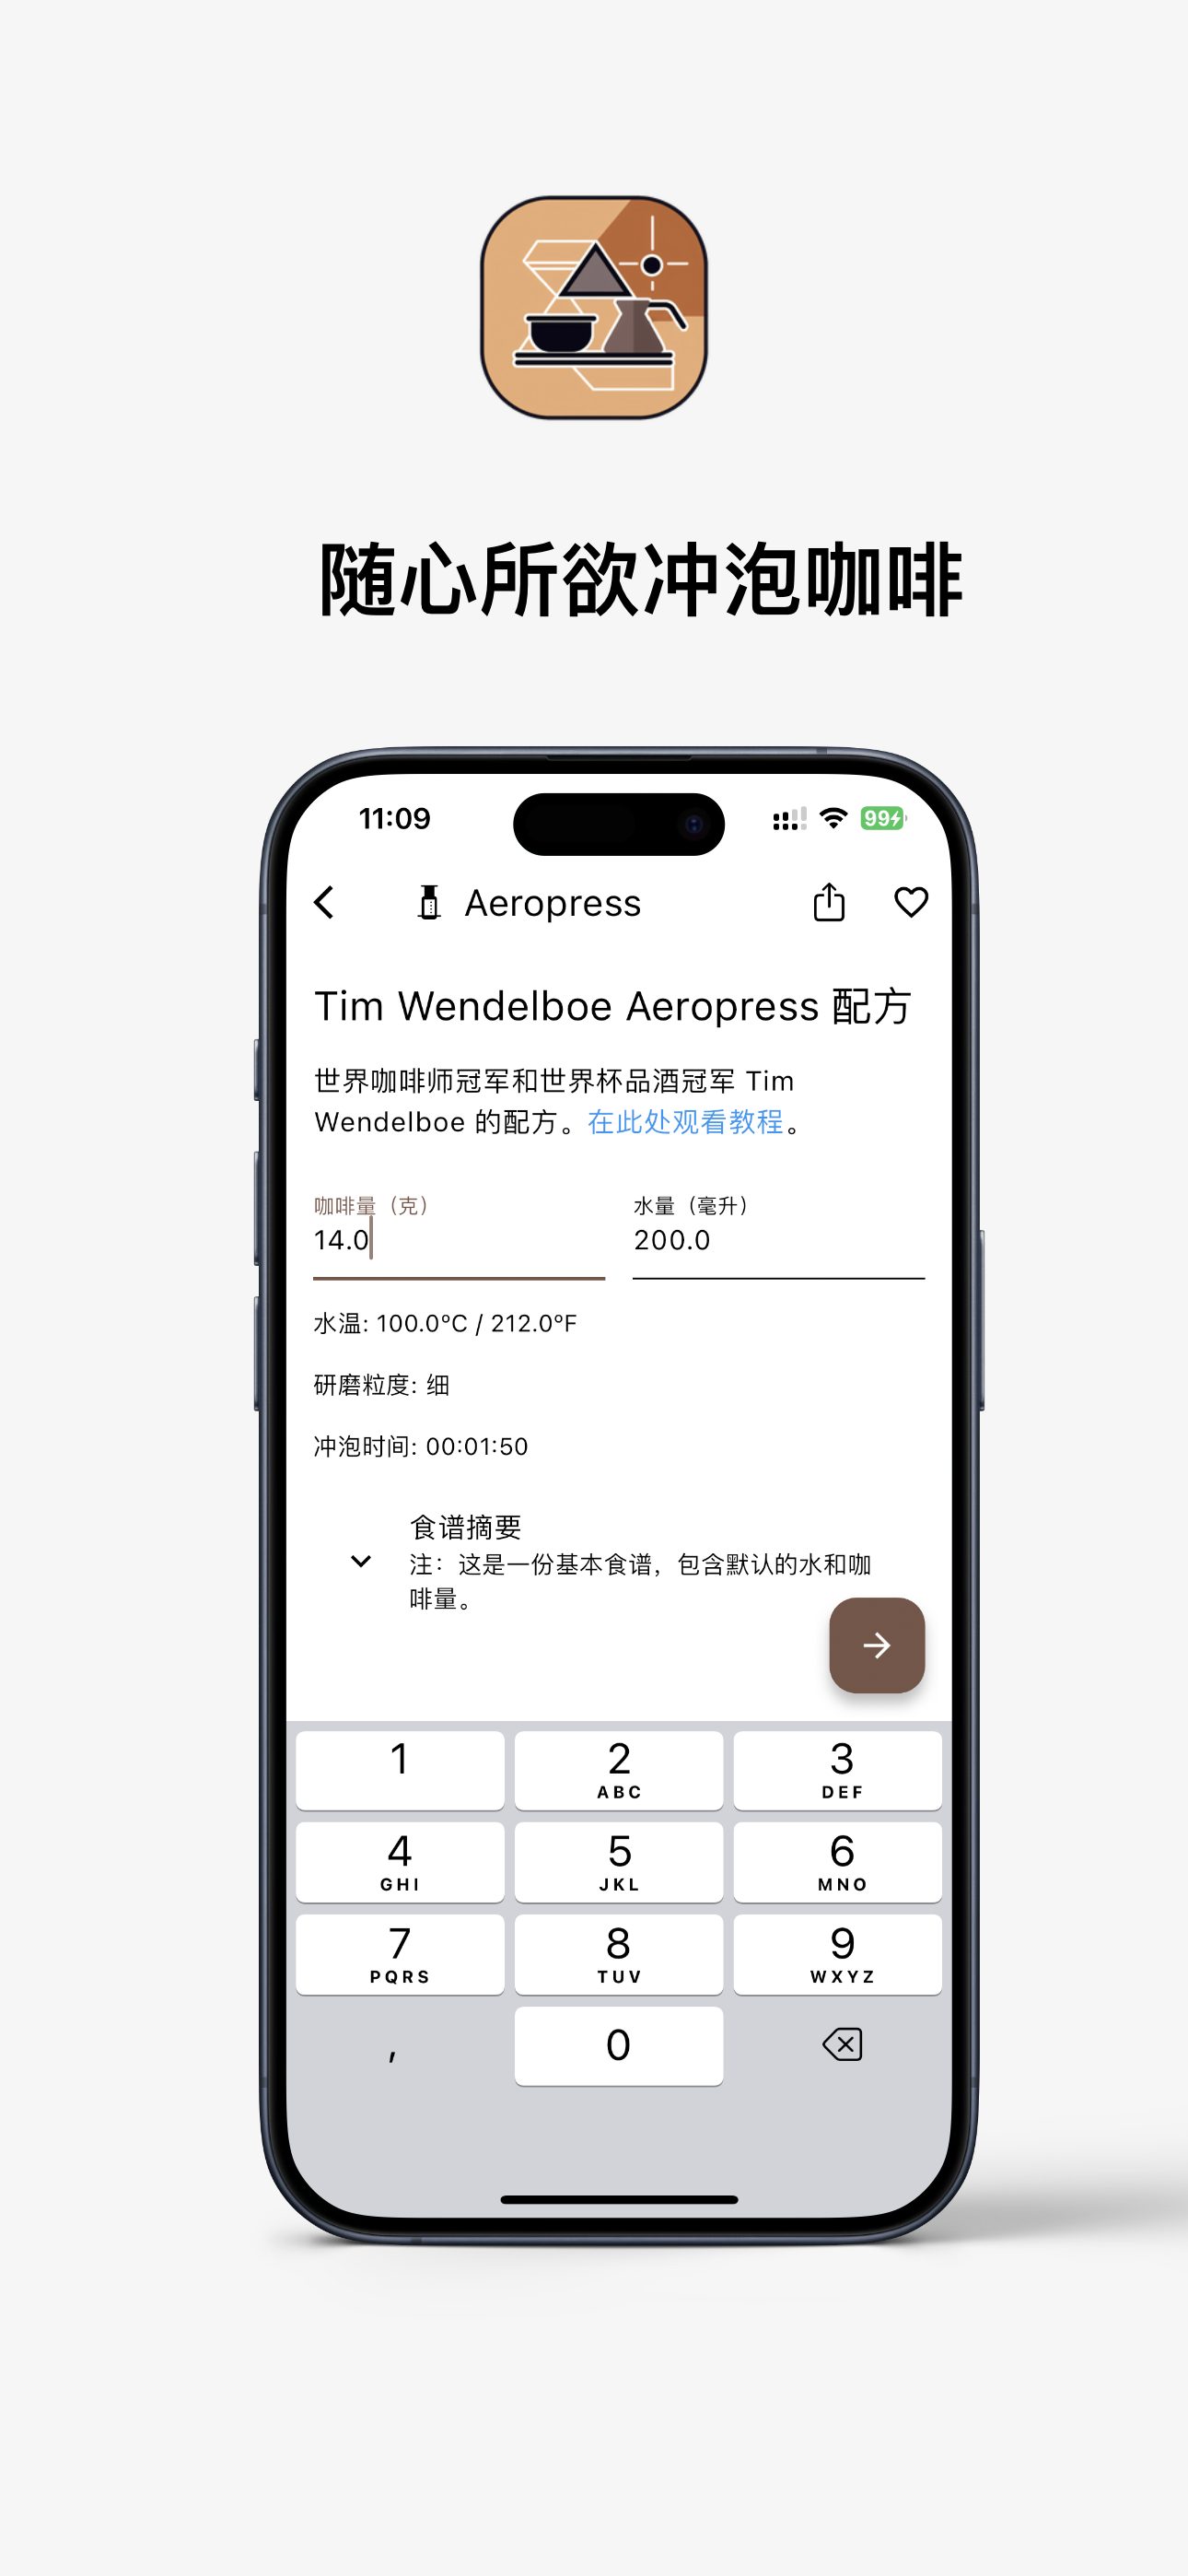 随心所欲冲泡咖啡
11:09
99
Aeropress
Tim Wendelboe Aeropress 配方
世界咖啡师冠军和世界杯品酒冠军 Tim
Wendelboe 的配方。在此处观看教程。
咖啡量（克）
水量（毫升）
14.0
200.0
水温: 100.0ºC / 212.0ºF
研磨粒度: 细
冲泡时间: 00:01:50
食谱摘要
注：这是一份基本食谱，包含默认的水和咖
啡量。
1
2
3
ABC
DEF
4
5
6
GHI
JKL
MNO
7
8
9
PQRS
TUV
WXYZ
,
0